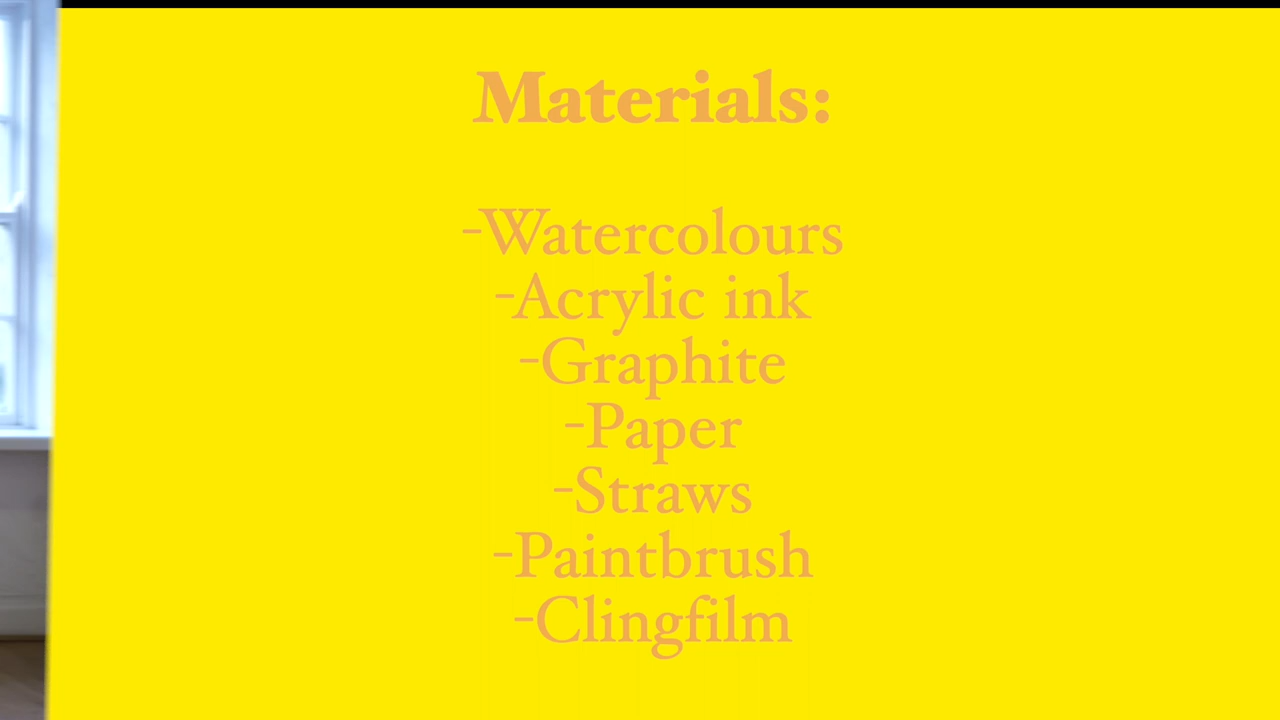 Materials:
-Watercolours
-Acrylic ink
-Graphite
-Paper
-Straws
-Paintbrush
-Clingfilm